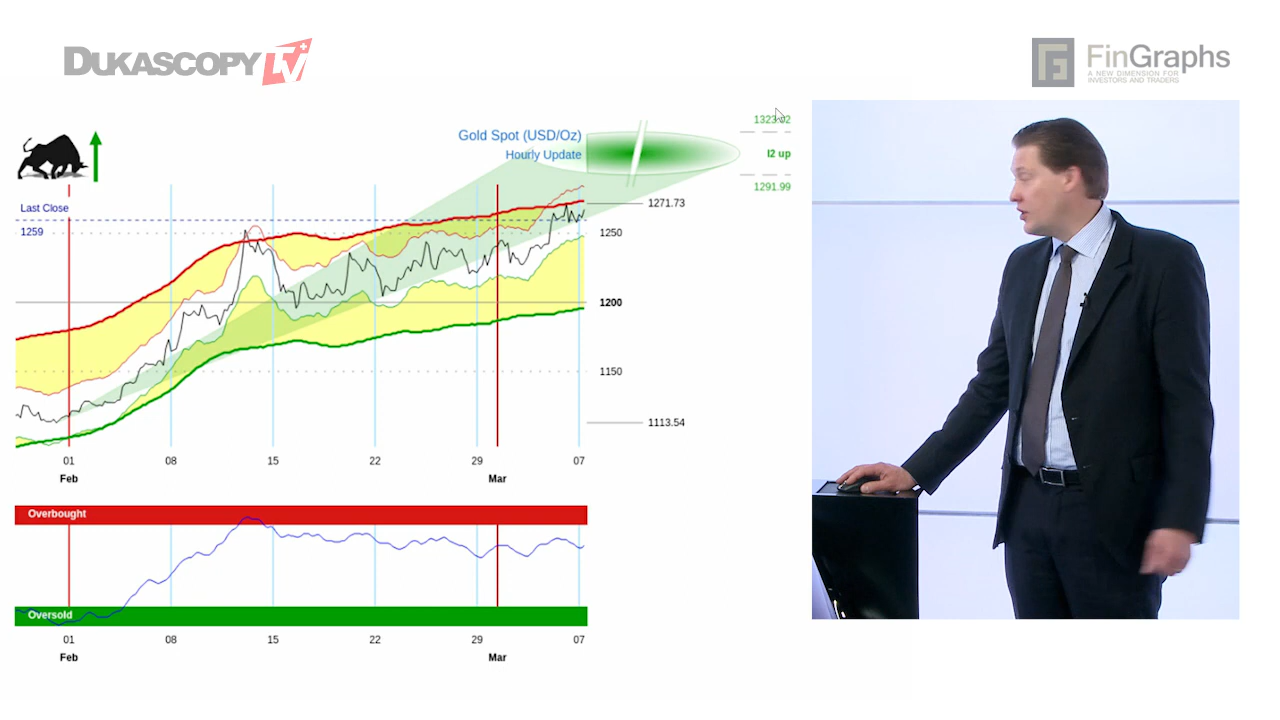 DUKASCOPY TV
FinGraphs
A NEW DIMENSION FOR
INVESTORS AND TRADERS
Gold Spot (USD/Oz)
Hourly Update
1323.02
I2 up
1291.99
Last Close
1259
1271.73
1250
1200
1150
1113.54
01 08 15 22 29 07
Feb Mar
Overbought
Oversold
01 08 15 22 29 07
Feb Mar